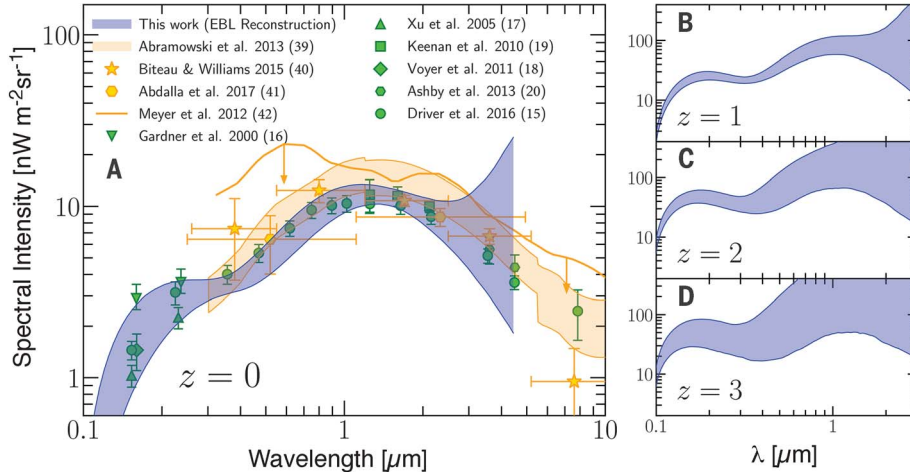 This work (EBL Reconstruction)
Abramowski et al. 2013 (39)
Biteau & Williams 2015 (40)
Abdalla et al. 2017 (41)
Meyer et al. 2012 (42)
Gardner et al. 2000 (16)
Xu et al. 2005 (17)
Keenan et al. 2010 (19)
Voyer et al. 2011 (18)
Ashby et al. 2013 (20)
Driver et al. 2016 (15)
A
z = 0
Spectral Intensity [nW m⁻²sr⁻¹]
100
10
1
0.1
1
10
Wavelength [μm]
B
100
10
z = 1
C
100
10
z = 2
D
100
10
z = 3
0.1
1.0
λ [μm]